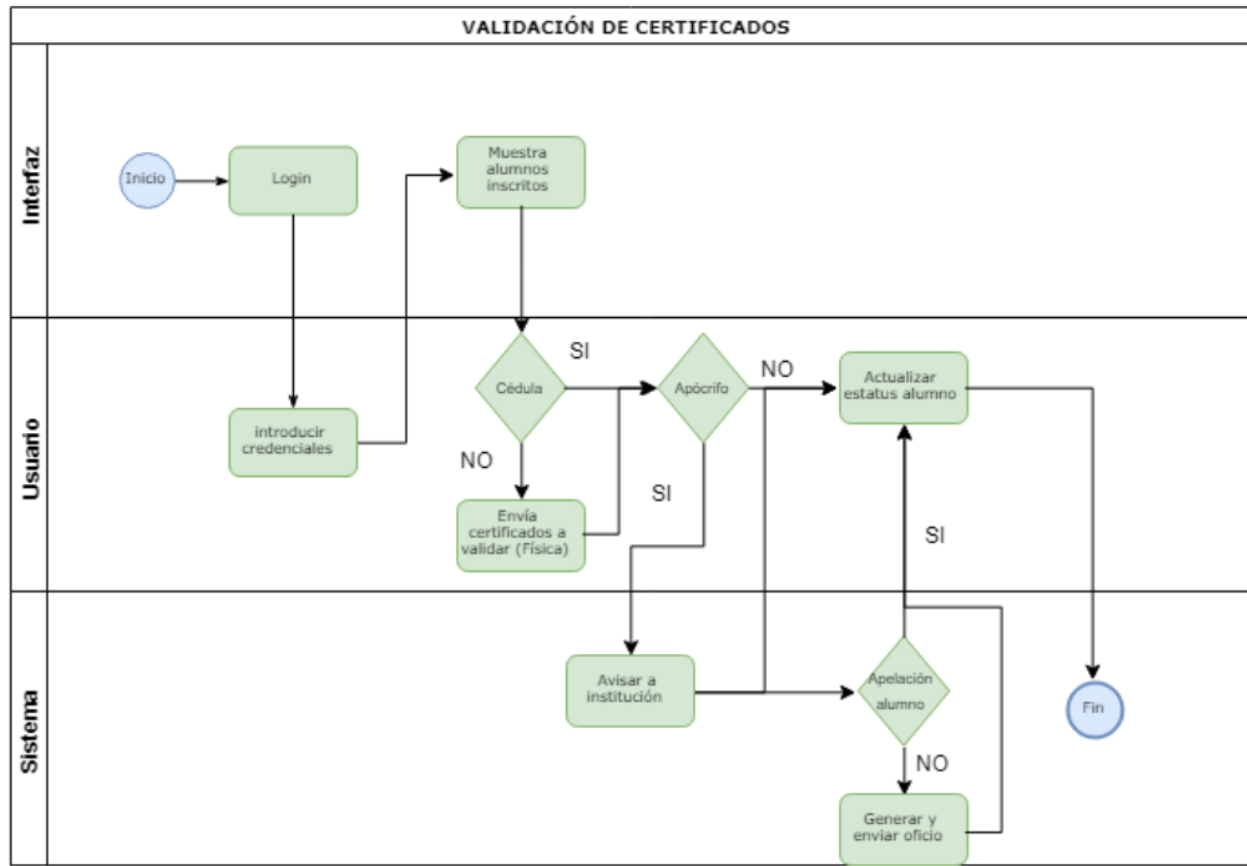 VALIDACIÓN DE CERTIFICADOS
Interfaz
Inicio
Login
Muestra
alumnos
inscritos
Usuario
introducir
credenciales
Cédula
SI
NO
Envía
certificados a
validar (Física)
Apócrifo
NO
SI
Actualizar
estatus alumno
SI
Sistema
Avisar a
institución
Apelación
alumno
NO
Generar y
enviar oficio
Fin